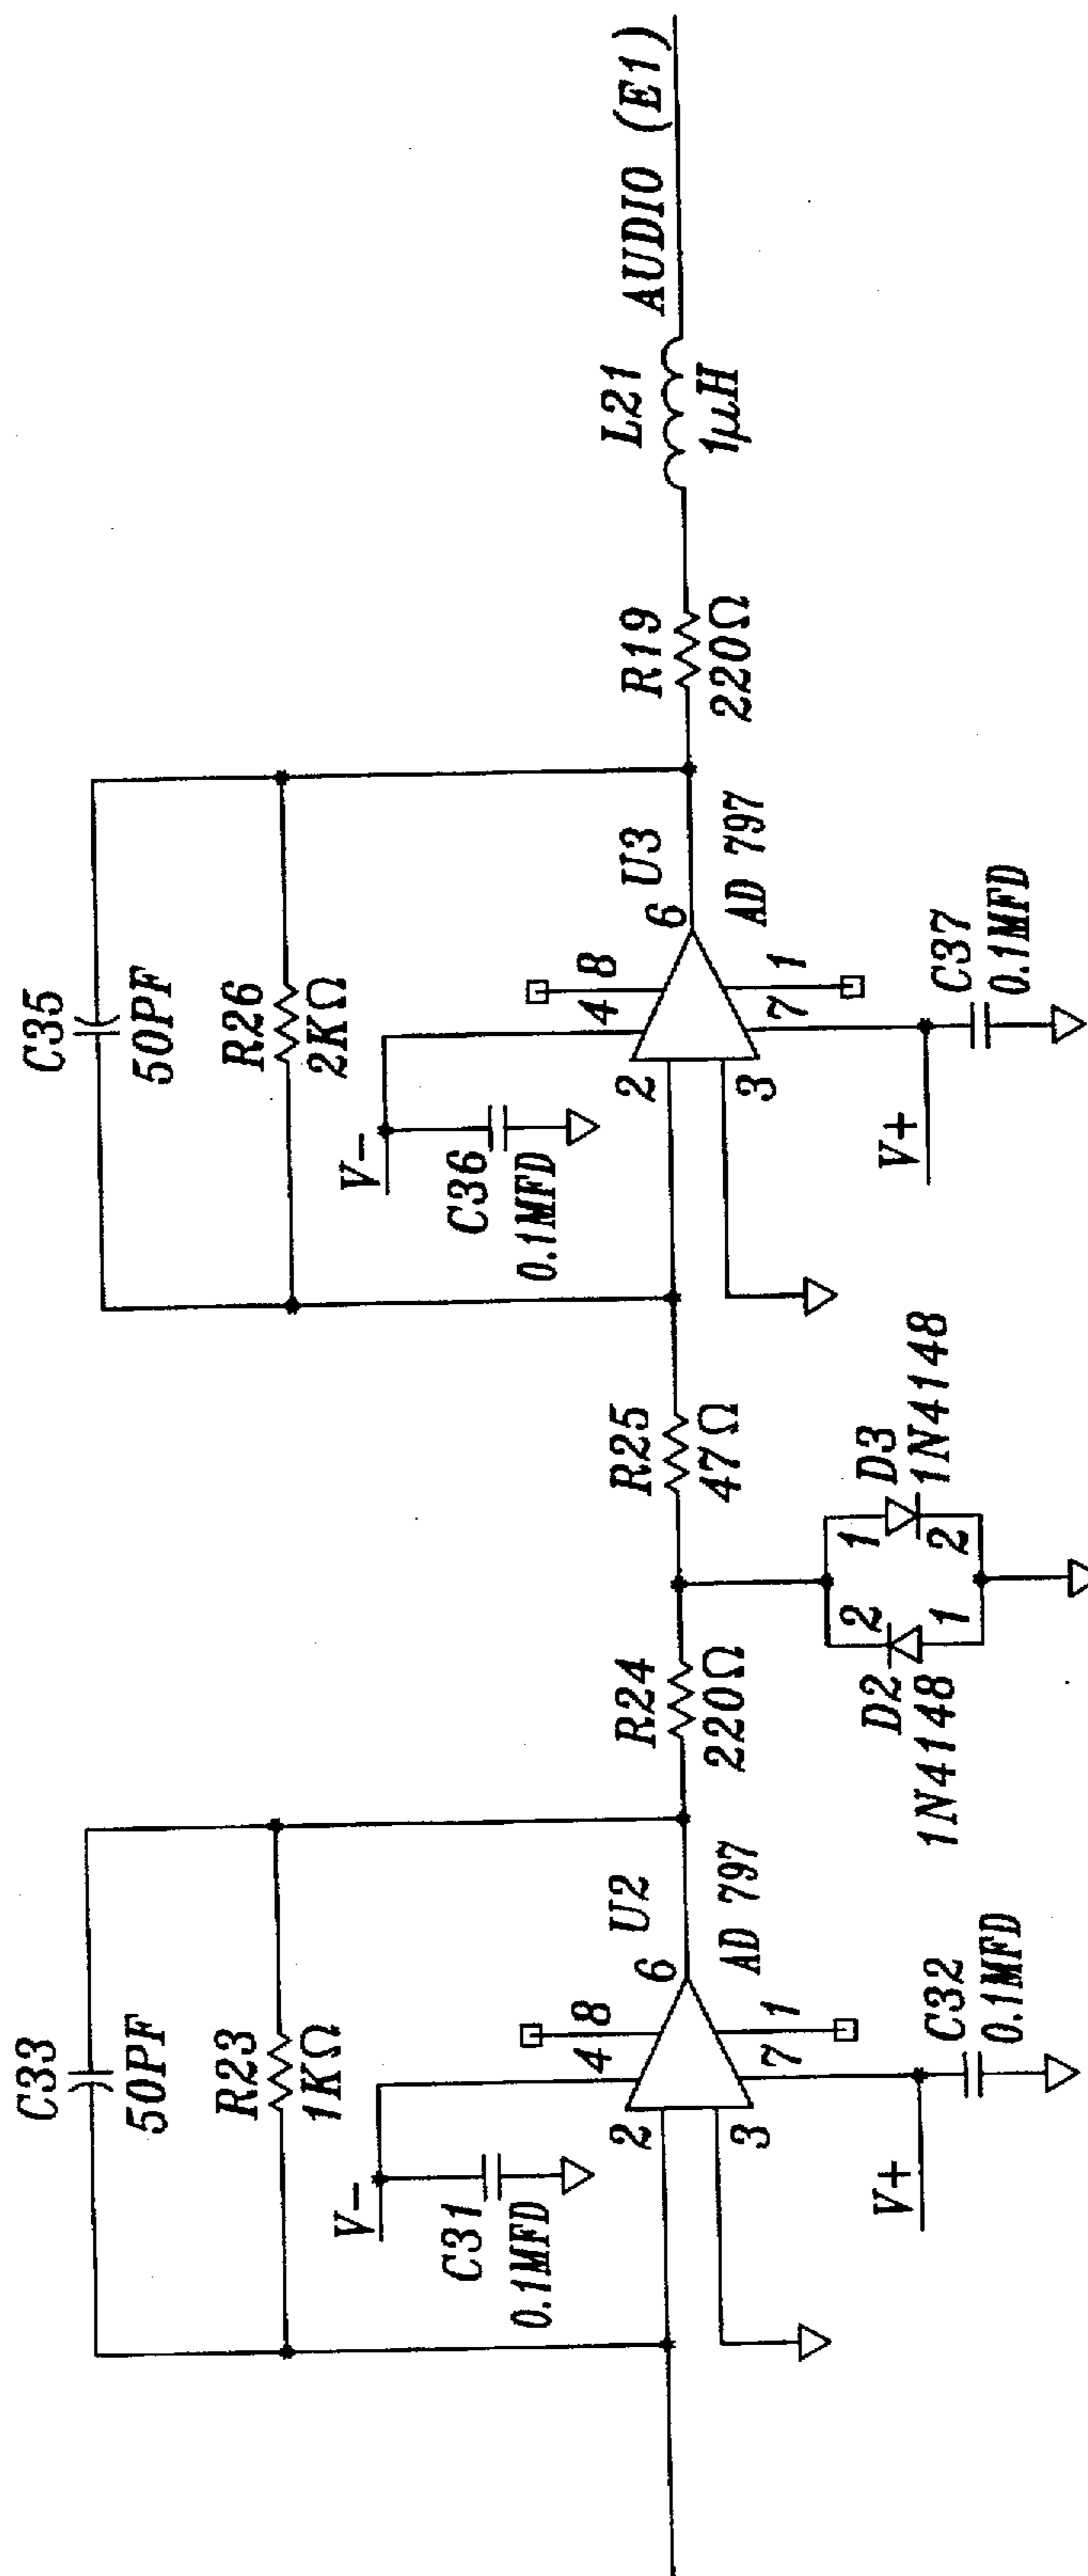 C33
50PF
R23
1KΩ
V-
C31
0.1MFD
2
3
4
8
6
7
1
U2
AD 797
V+
C32
0.1MFD
R24
220Ω
D2
1N4148
2
1
D3
1N4148
1
2
R25
47Ω
C35
50PF
R26
2KΩ
V-
C36
0.1MFD
2
3
4
8
6
7
1
U3
AD 797
V+
C37
0.1MFD
R19
220Ω
L21
1μH
AUDIO (E1)